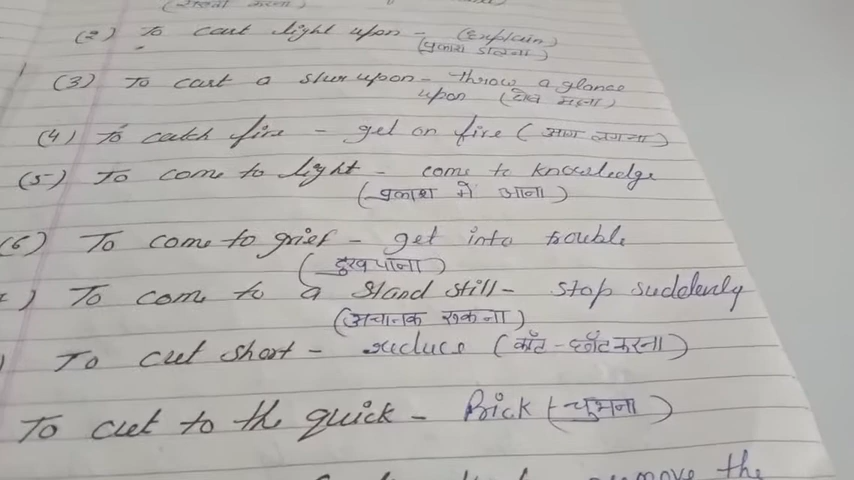 (2) To cast light upon - (Explain)
(प्रकाश डालना)
(3) To cast a slur upon - throw a glance
upon (दोष मढ़ना)
(4) To catch fire - get on fire (आग लगना)
(5) To come to light - come to knowledge
(प्रकाश में आना)
(6) To come to grief - get into trouble
(दुख पाना)
) To come to a stand still - stop suddenly
(अचानक रुकना)
) To cut short - reduce (काँट-छाँट करना)
To cut to the quick - Prick (चुभना)
remove the